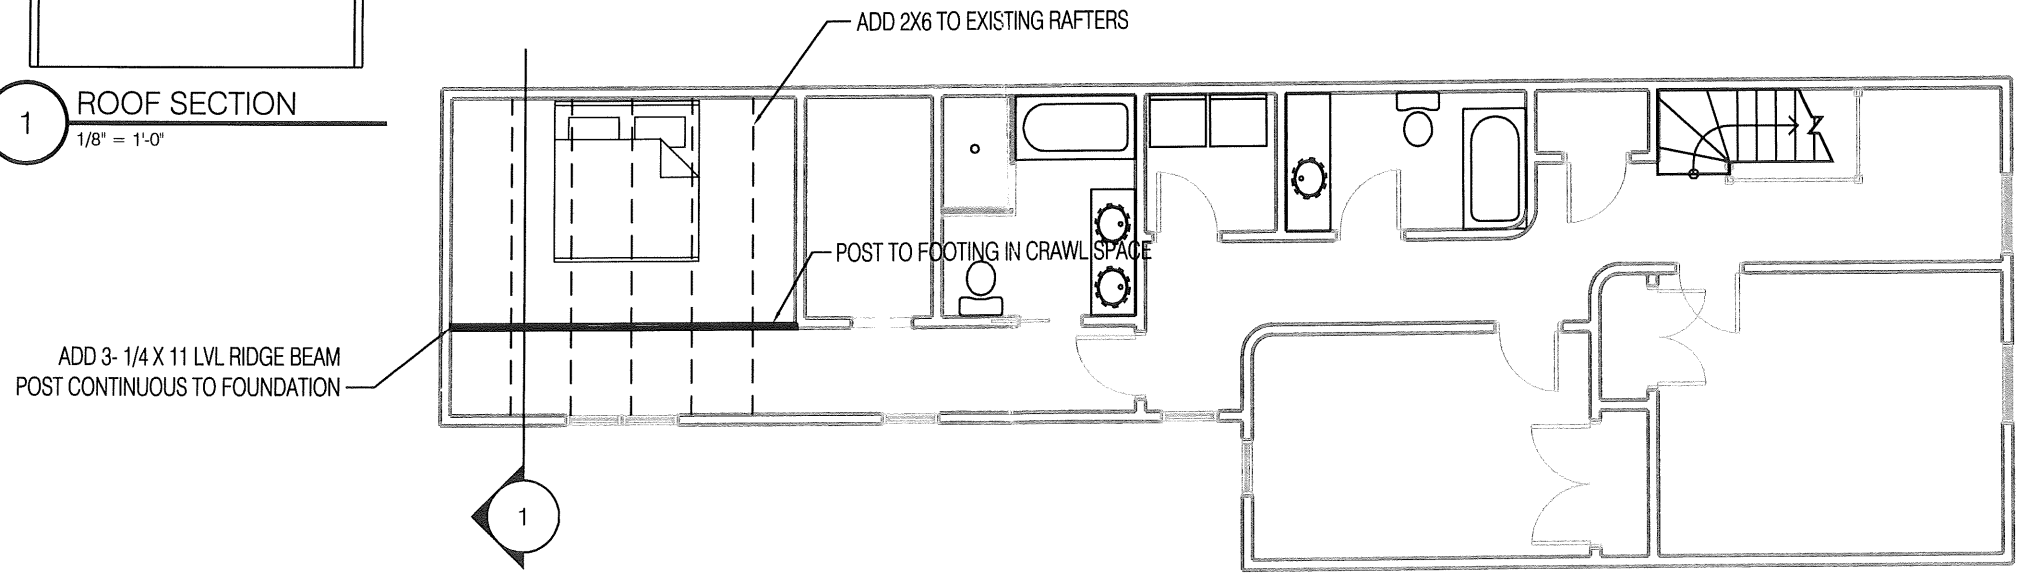 ADD 2X6 TO EXISTING RAFTERS
1
ROOF SECTION
1/8" = 1'-0"
POST TO FOOTING IN CRAWL SPACE
ADD 3- 1/4 X 11 LVL RIDGE BEAM
POST CONTINUOUS TO FOUNDATION
1